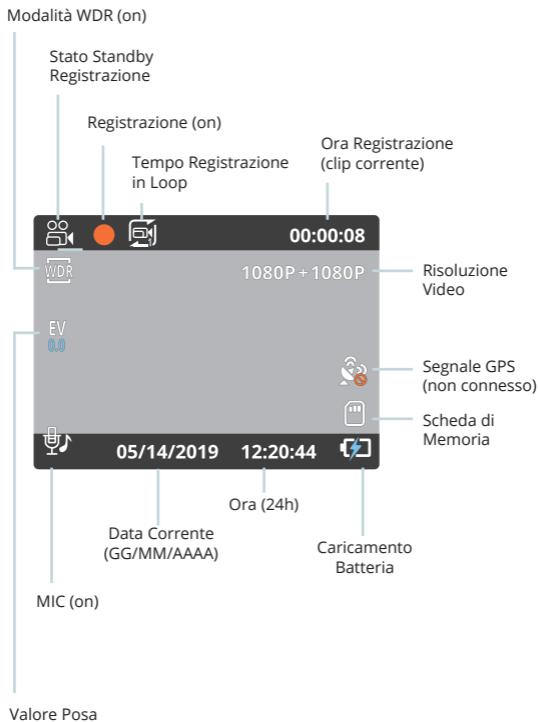 Modalità WDR (on)
Stato Standby
Registrazione
Registrazione (on)
Tempo Registrazione
in Loop
Ora Registrazione
(clip corrente)
00:00:08
WDR
1080P+1080P
Risoluzione
Video
EV
0.0
Segnale GPS
(non connesso)
Scheda di
Memoria
05/14/2019 12:20:44
Ora (24h)
Data Corrente
(GG/MM/AAAA)
Caricamento
Batteria
MIC (on)
Valore Posa